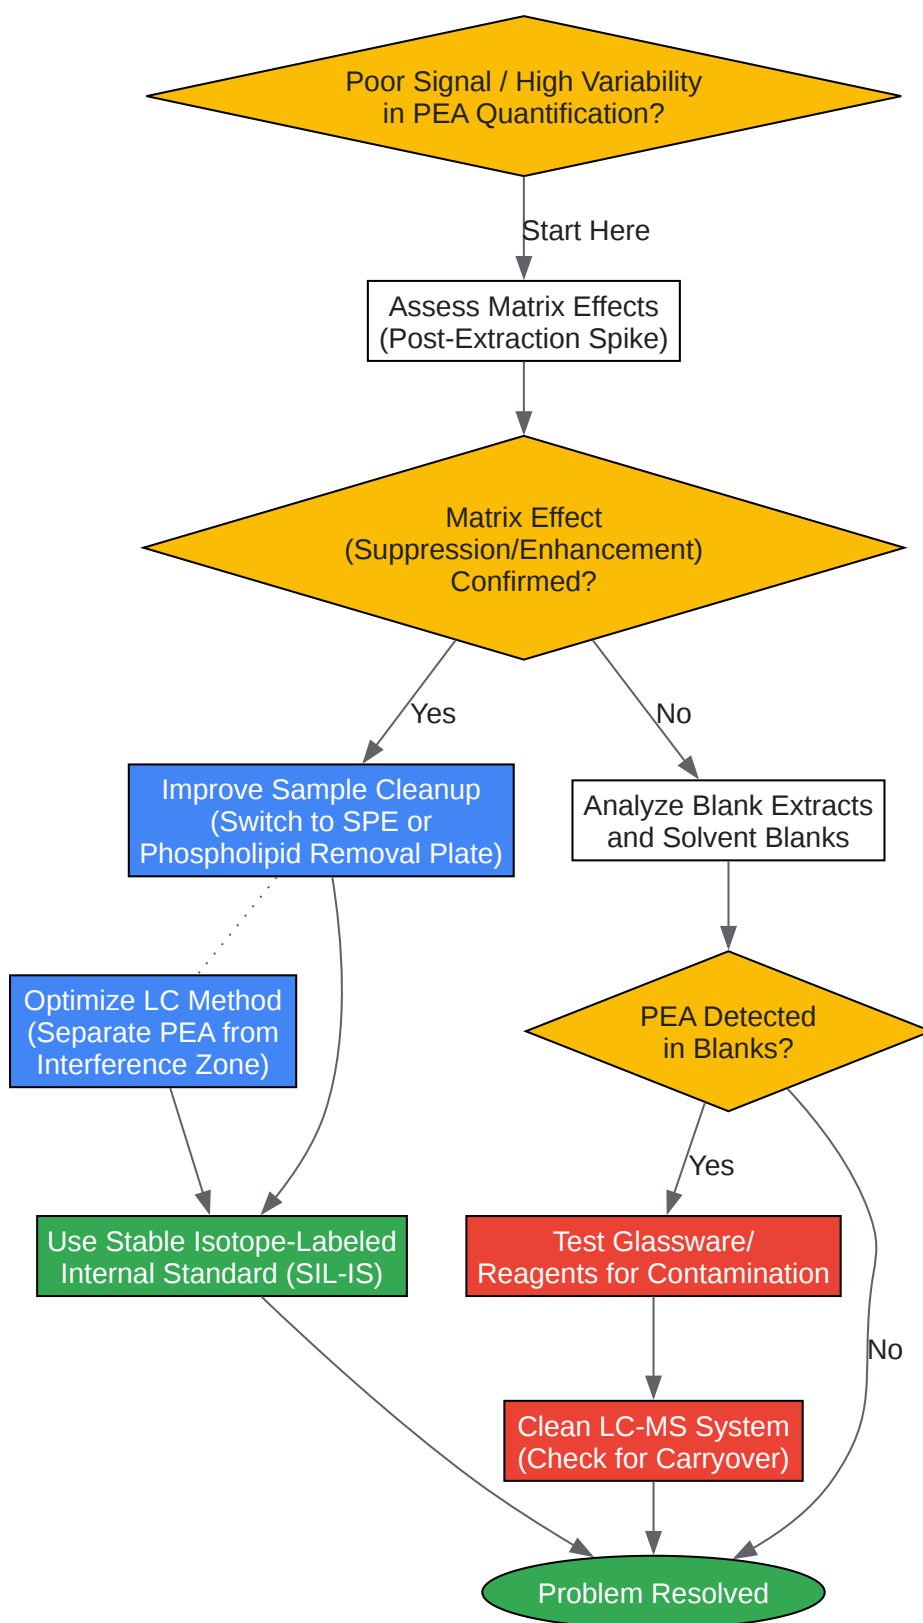 Poor Signal / High Variability
in PEA Quantification?
Start Here
Assess Matrix Effects
(Post-Extraction Spike)
Matrix Effect
(Suppression/Enhancement)
Confirmed?
Yes
No
Improve Sample Cleanup
(Switch to SPE or
Phospholipid Removal Plate)
Analyze Blank Extracts
and Solvent Blanks
Optimize LC Method
(Separate PEA from
Interference Zone)
PEA Detected
in Blanks?
Yes
Use Stable Isotope-Labeled
Internal Standard (SIL-IS)
Test Glassware/
Reagents for Contamination
No
Clean LC-MS System
(Check for Carryover)
Problem Resolved